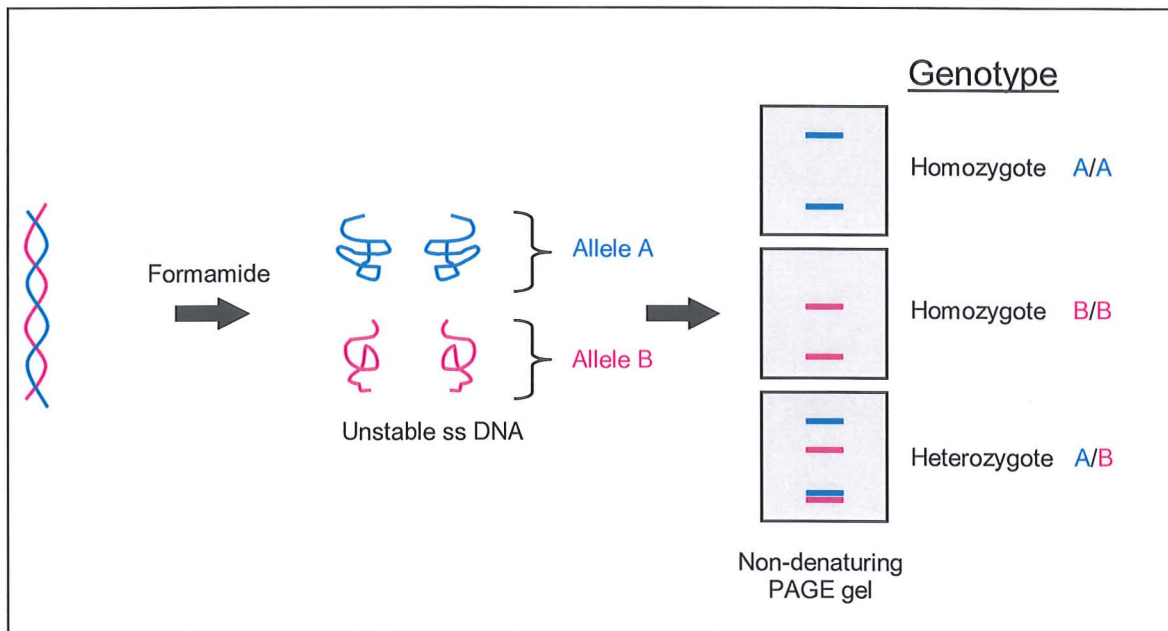 Genotype
Homozygote A/A
Formamide
Allele A
Homozygote B/B
Allele B
Unstable ss DNA
Heterozygote A/B
Non-denaturing
PAGE gel